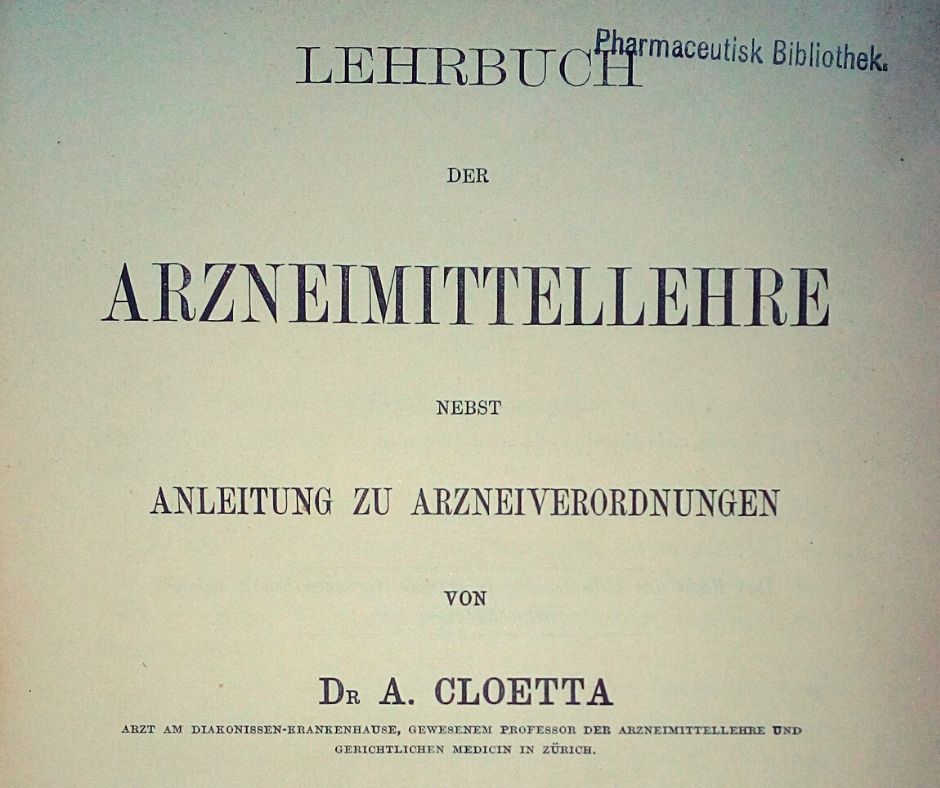 Pharmaceutisk Bibliothek.
LEHRBUCH
DER
ARZNEIMITTELLEHRE
NEBST
ANLEITUNG ZU ARZNEIVERORDNUNGEN
VON
DR A. CLOETTA
ARZT AM DIAKONISSEN-KRANKENHAUSE, GEWESENEM PROFESSOR DER ARZNEIMITTELLEHRE UND
GERICHTLICHEN MEDICIN IN ZÜRICH.